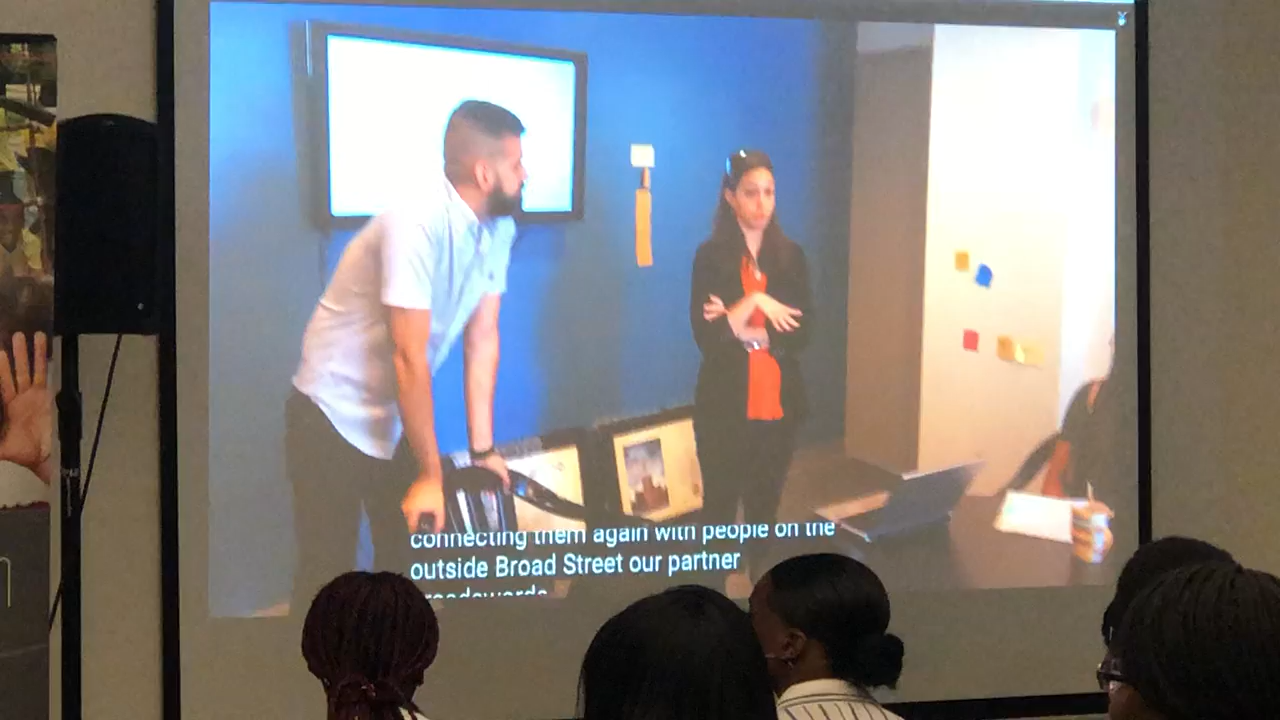 connecting them again with people on the
outside Broad Street our partner